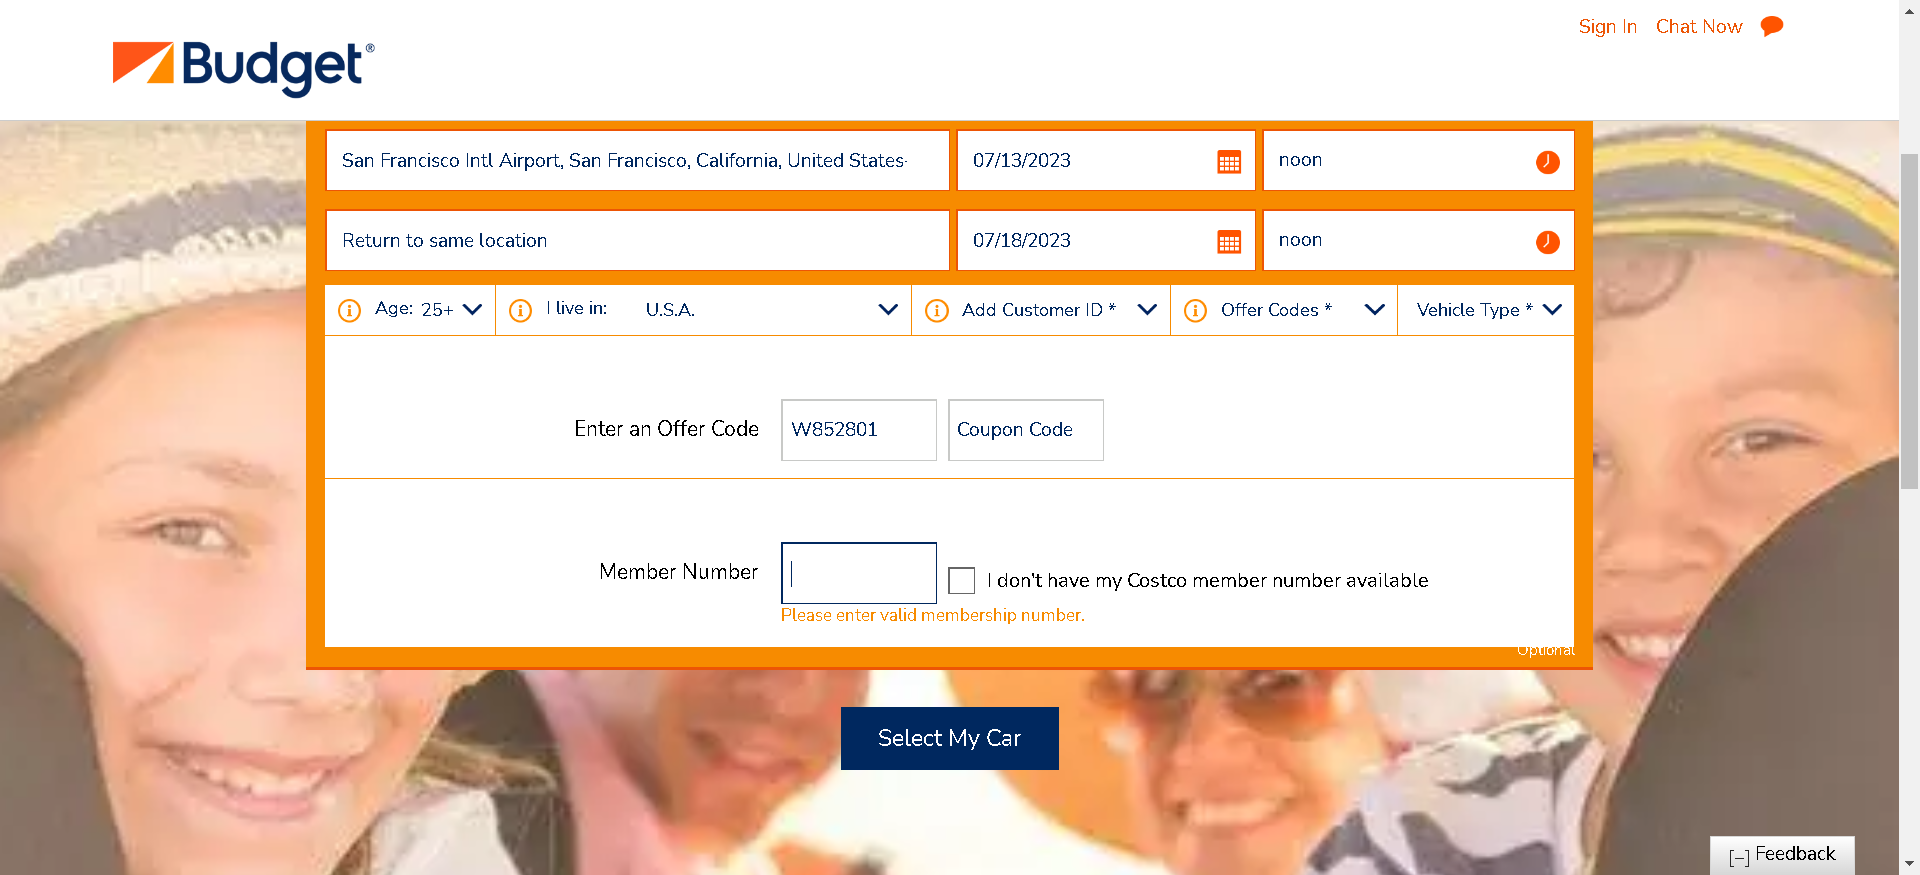 Sign In Chat Now
Budget®
San Francisco Intl Airport, San Francisco, California, United States- 07/13/2023 noon
Return to same location 07/18/2023 noon
Age: 25+ I live in: U.S.A. Add Customer ID * Offer Codes * Vehicle Type *
Enter an Offer Code W852801 Coupon Code
Member Number I don't have my Costco member number available
Please enter valid membership number.
Optional
Select My Car
[–] Feedback